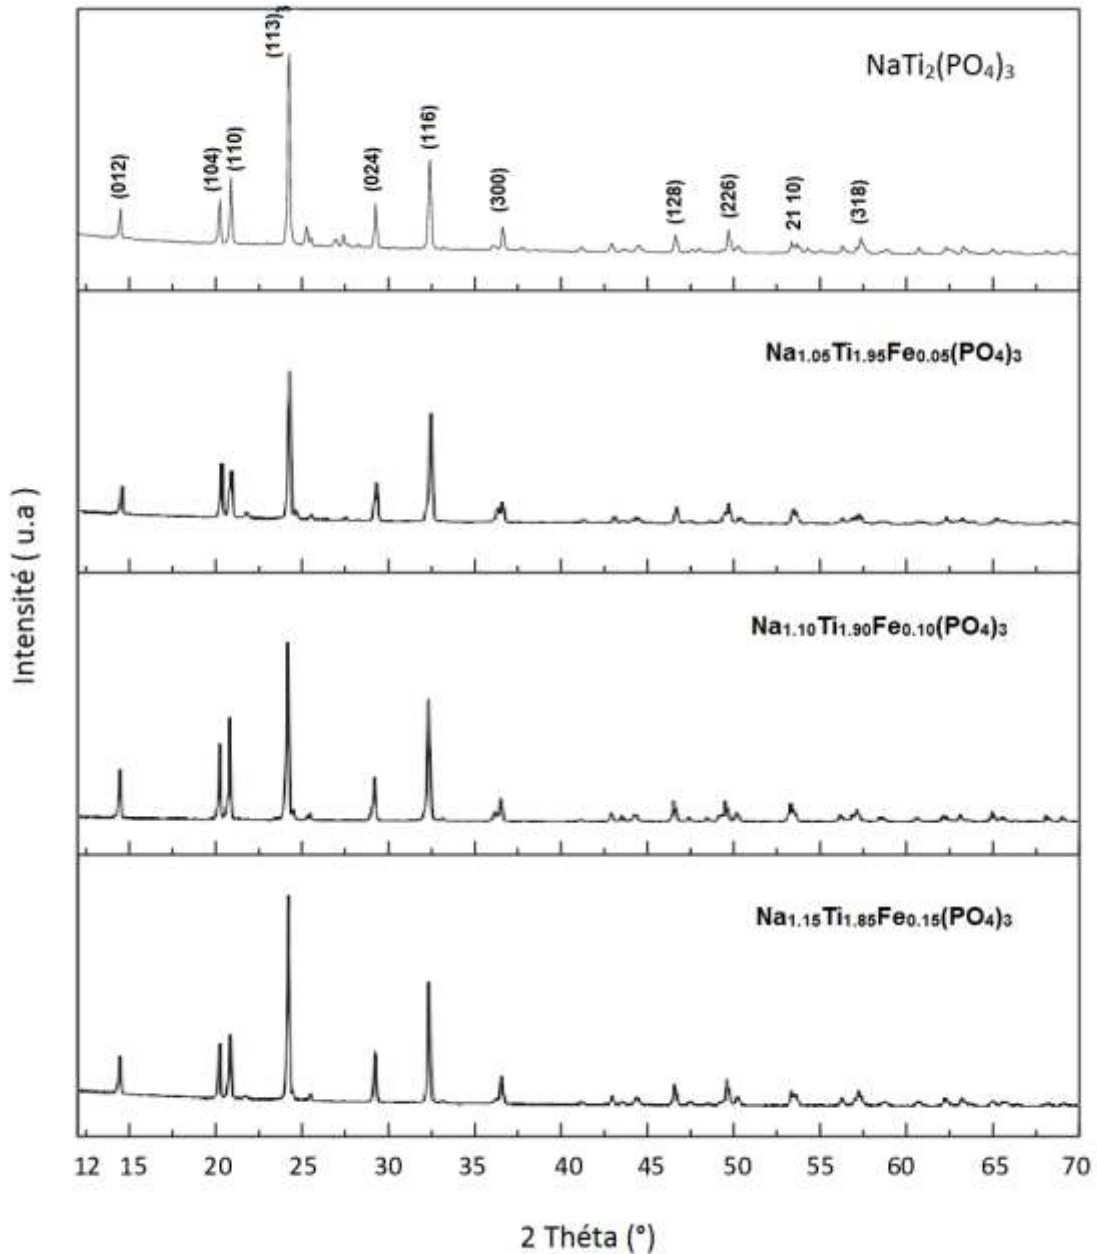 (113)3
NaTi2(PO4)3
(012)
(104)
(110)
(024)
(116)
(300)
(128)
(226)
21 10)
(318)
Na1.05Ti1.95Fe0.05(PO4)3
Na1.10Ti1.90Fe0.10(PO4)3
Na1.15Ti1.85Fe0.15(PO4)3
Intensité ( u.a )
12 15 20 25 30 35 40 45 50 55 60 65 70
2 Théta (°)